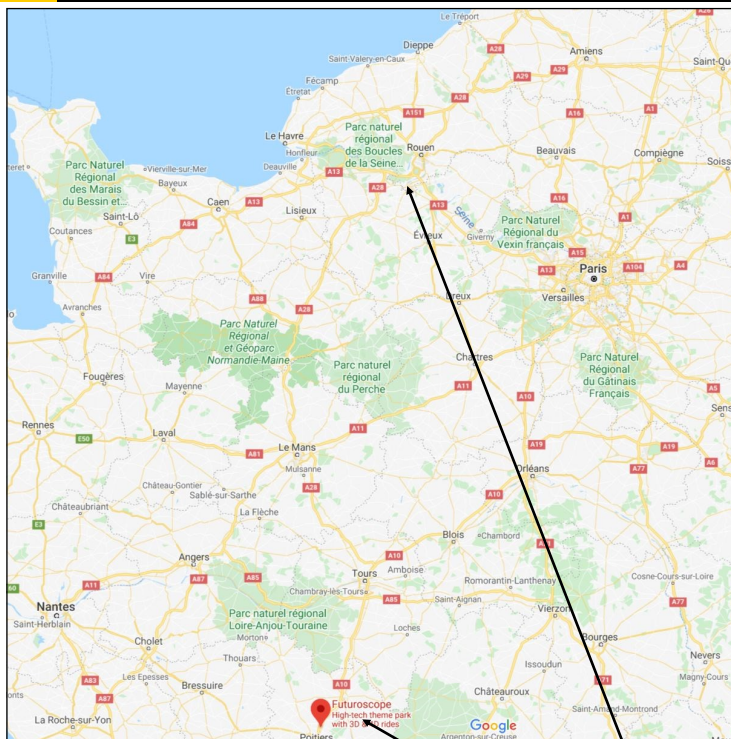 Le Tréport
A28
Dieppe
Saint-Valery-en-Caux
A28
Amiens
Saint-Qu
A29
A29
Fécamp
Étretat
A28
A151
A16
A1
Le Havre
Parc naturel
régional
des Boucles
de la Seine...
Rouen
Honfleur
Deauville
A13
A28
Beauvais
Compiègne
Soiss
Parc Naturel
Régional
des Marais
du Bessin et...
Vierville-sur-Mer
Bayeux
Caen
A13
Lisieux
A13
Seine
A16
A1
Saint-Lô
Coutances
E3
A84
Évreux
Giverny
Parc Naturel
Régional du
Vexin français
A15
Granville
A84
Vire
A13
Paris
A104
A4
Versailles
Avranches
A88
A28
Dreux
Parc Naturel
Régional
et Géoparc
Normandie-Maine
Parc naturel
régional
du Perche
Chartres
Parc Naturel
Régional
du Gâtinais
Français
Fougères
Mayenne
A11
A10
A5
Sens
Rennes
E50
Laval
A81
A11
Le Mans
Mulsanne
A19
A19
A77
A6
Orléans
Château-Gontier
Sablé-sur-Sarthe
A28
A10
Châteaubriant
La Flèche
E3
Blois
Chambord
Angers
A10
Tours
Amboise
A87
A85
Chambray-lès-Tours
Romorantin-Lanthenay
Cosne-Cours-sur-Loire
A11
A85
Saint-Aignan
A77
Nantes
Saint-Herblain
Parc naturel régional
Loire-Anjou-Touraine
Vierzon
Cholet
Loches
Bourges
Thouars
Issoudun
Nevers
A83
Les Epesses
A87
Bressuire
A10
Châteauroux
A71
Magny-Cours
La Roche-sur-Yon
Futuroscope
High-tech theme park
rides
Saint-Amand-Montrond
Google
Poitiers
Argenton-sur-Creuse